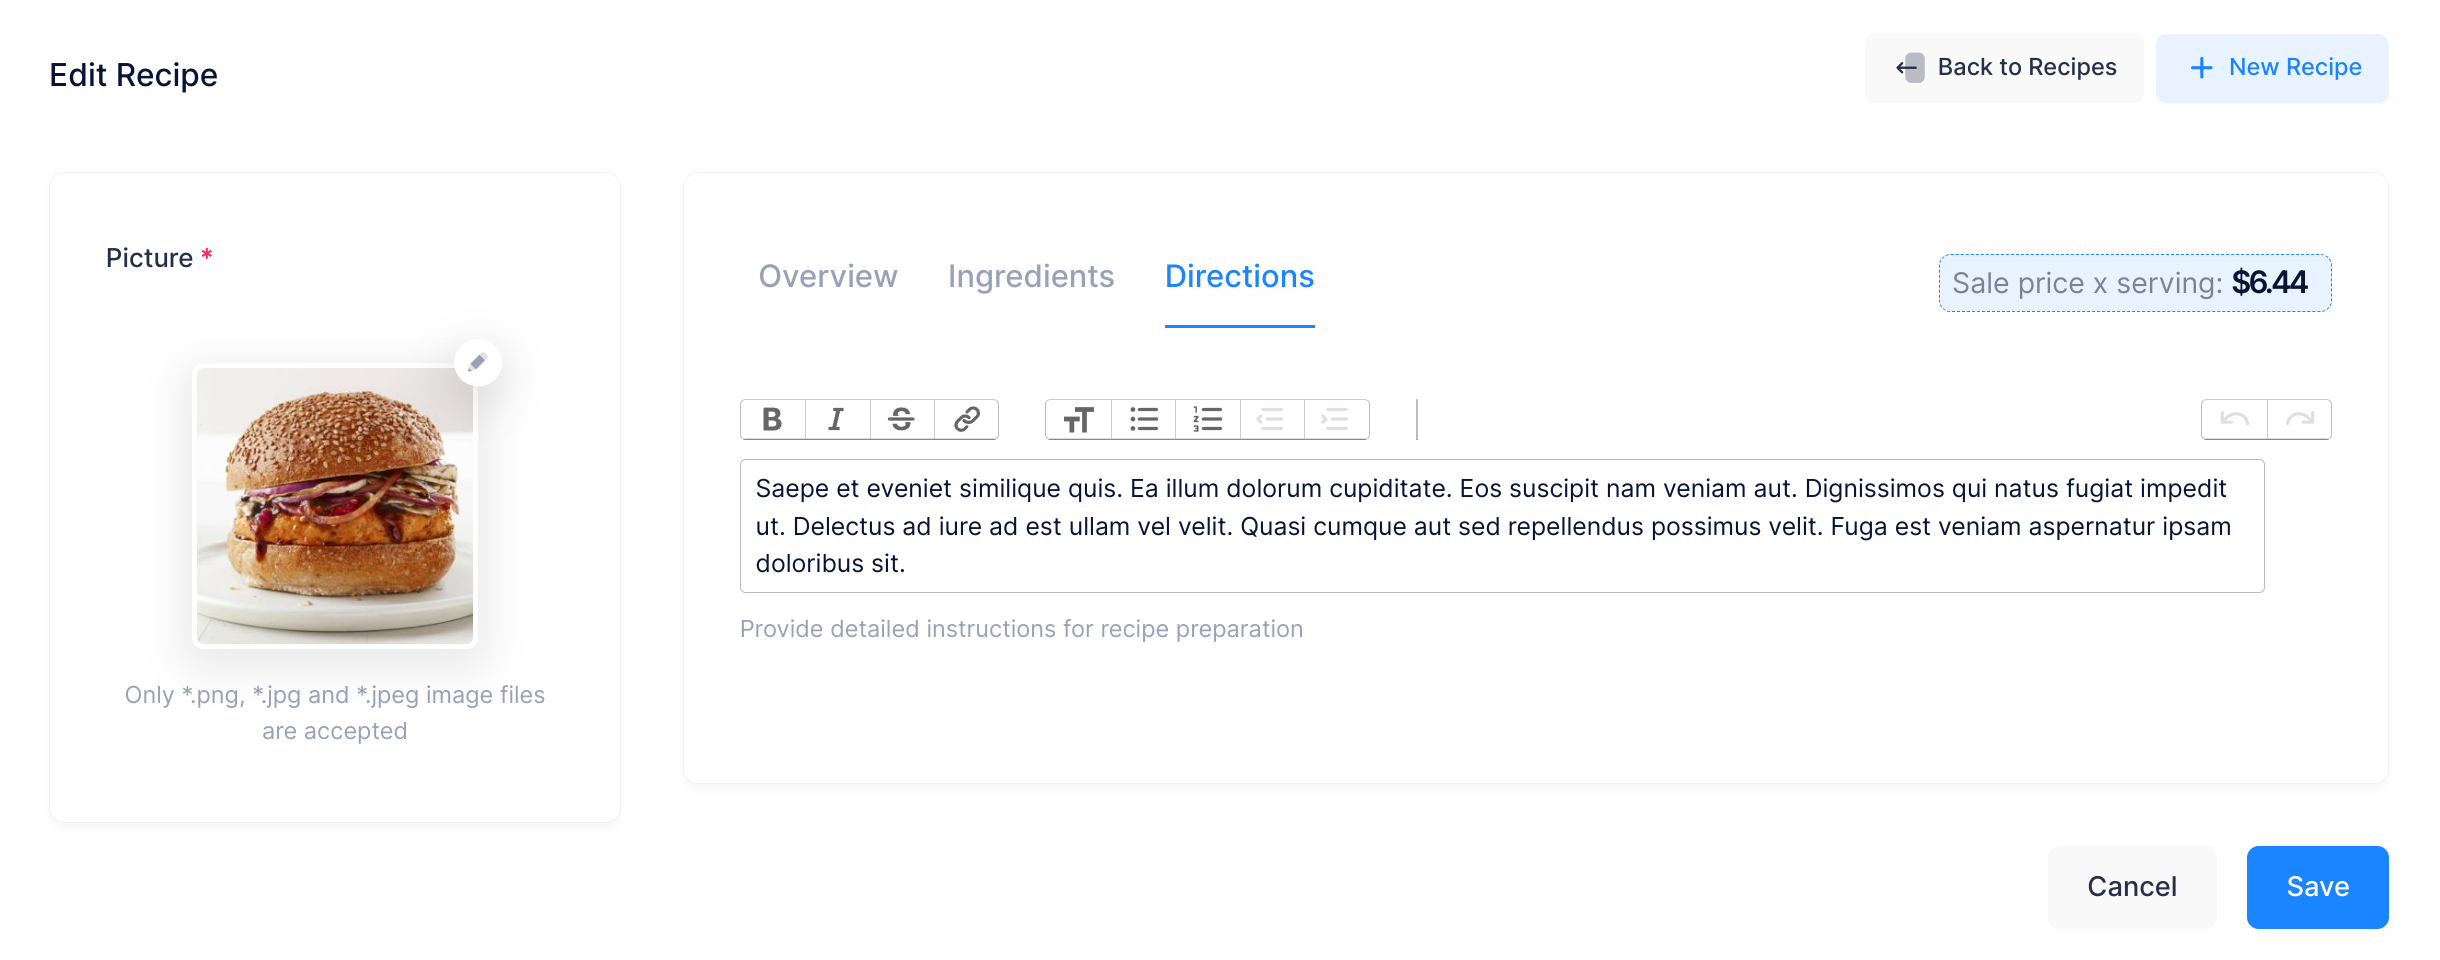 Edit Recipe
Back to Recipes
New Recipe
Picture *
Only *.png, *.jpg and *.jpeg image files
are accepted
Overview
Ingredients
Directions
Sale price x serving: $6.44
Saepe et eveniet similique quis. Ea illum dolorum cupiditate. Eos suscipit nam veniam aut. Dignissimos qui natus fugiat impedit
ut. Delectus ad iure ad est ullam vel velit. Quasi cumque aut sed repellendus possimus velit. Fuga est veniam aspernatur ipsam
doloribus sit.
Provide detailed instructions for recipe preparation
Cancel
Save